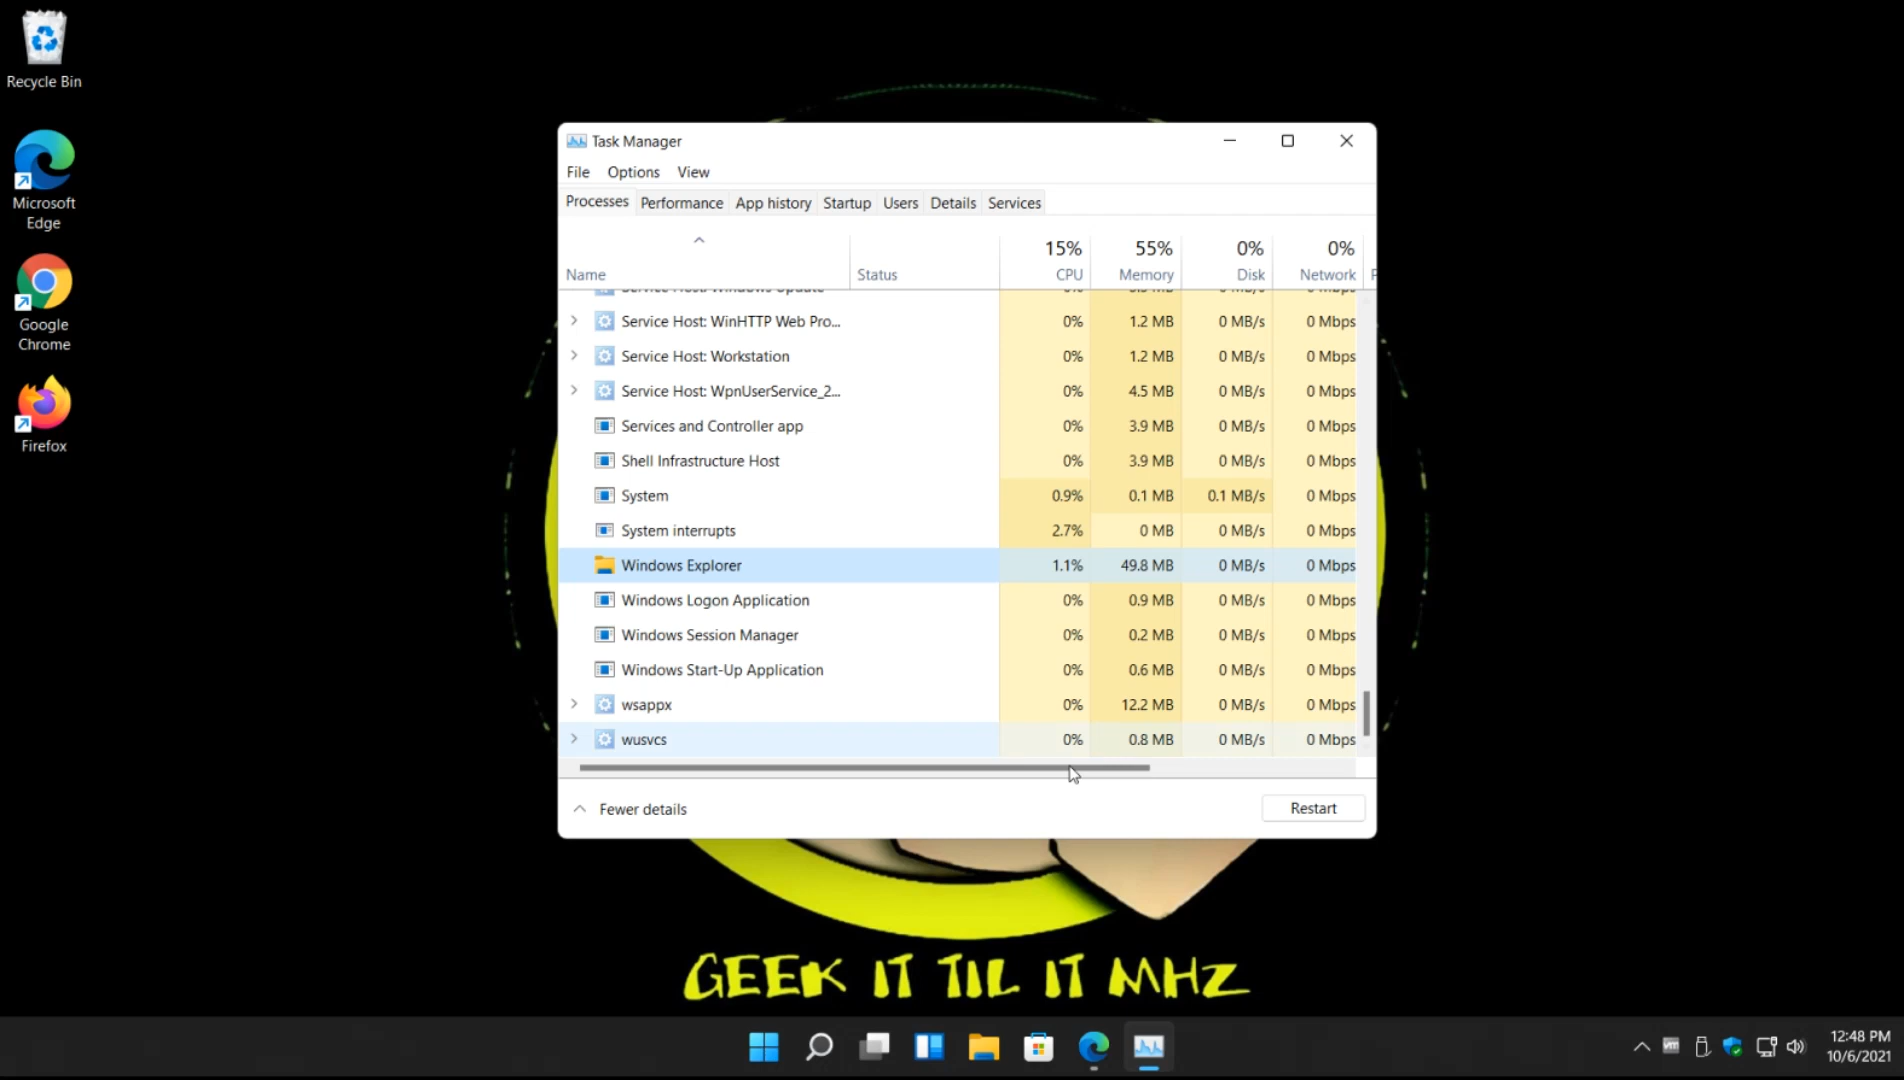 Recycle Bin
Microsoft
Edge
Google
Chrome
Firefox
Task Manager
File Options View
Processes Performance App history Startup Users Details Services
15% 55% 0% 0%
Name Status CPU Memory Disk Network
Service Host: Windows Update
Service Host: WinHTTP Web Pro... 0% 1.2 MB 0 MB/s 0 Mbps
Service Host: Workstation 0% 1.2 MB 0 MB/s 0 Mbps
Service Host: WpnUserService_2... 0% 4.5 MB 0 MB/s 0 Mbps
Services and Controller app 0% 3.9 MB 0 MB/s 0 Mbps
Shell Infrastructure Host 0% 3.9 MB 0 MB/s 0 Mbps
System 0.9% 0.1 MB 0.1 MB/s 0 Mbps
System interrupts 2.7% 0 MB 0 MB/s 0 Mbps
Windows Explorer 1.1% 49.8 MB 0 MB/s 0 Mbps
Windows Logon Application 0% 0.9 MB 0 MB/s 0 Mbps
Windows Session Manager 0% 0.2 MB 0 MB/s 0 Mbps
Windows Start-Up Application 0% 0.6 MB 0 MB/s 0 Mbps
wsappx 0% 12.2 MB 0 MB/s 0 Mbps
wusvcs 0% 0.8 MB 0 MB/s 0 Mbps
Fewer details Restart
GEEK IT TIL IT MHZ
12:48 PM
10/6/2021